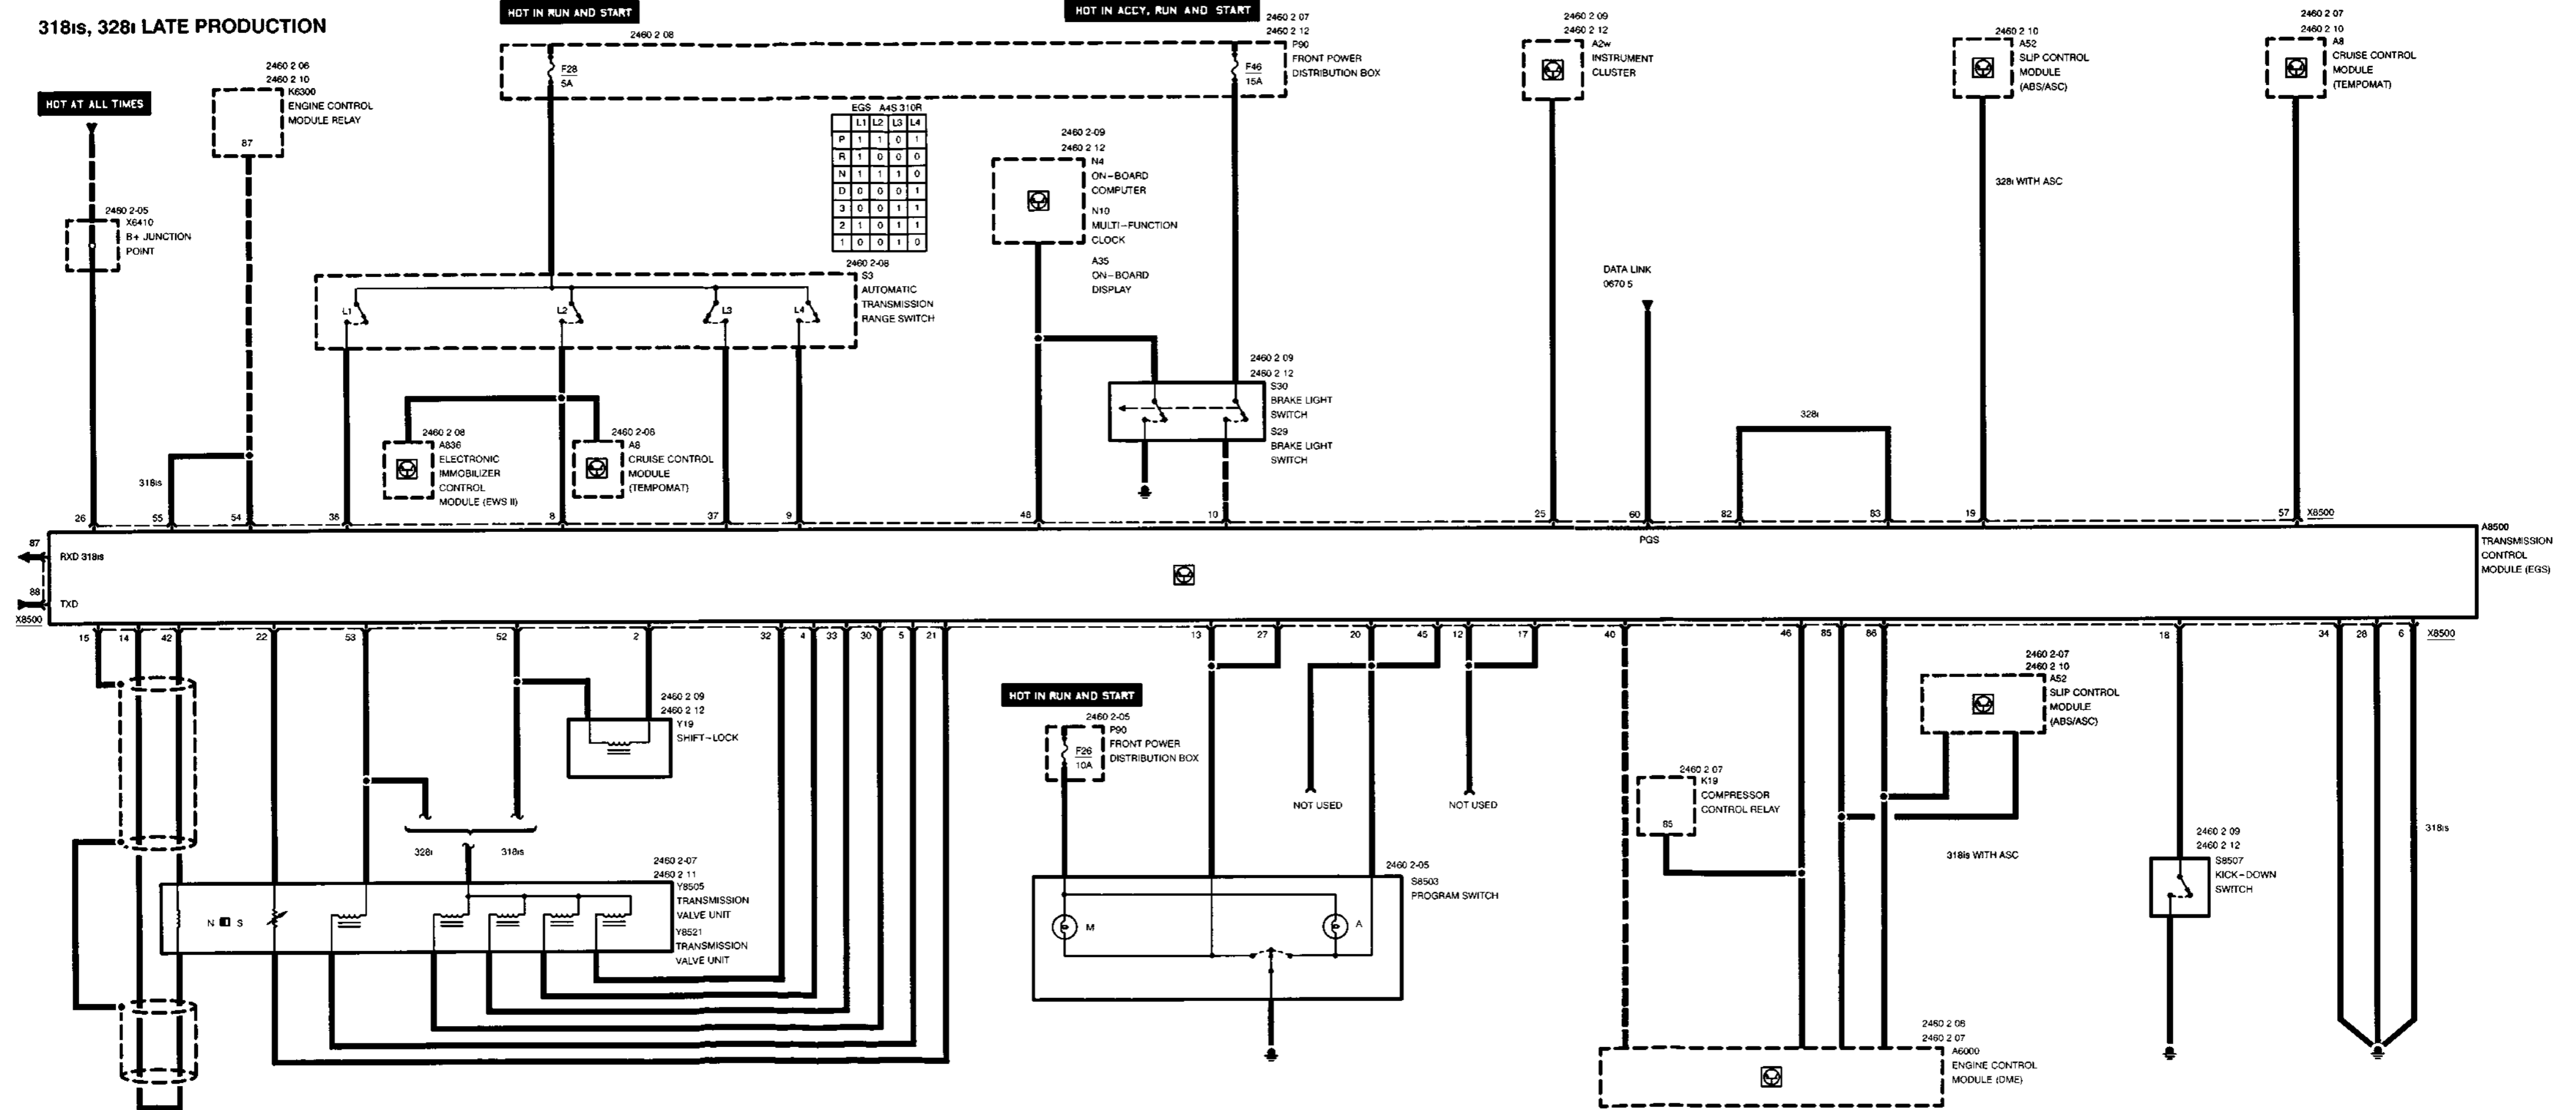 318is, 328i LATE PRODUCTION
HOT IN RUN AND START
HOT IN ACCY, RUN AND START
2460 2 08
F28
5A
F46
15A
2460 2 07
2460 2 12
P90
FRONT POWER
DISTRIBUTION BOX
2460 2 09
2460 2 12
A2w
INSTRUMENT
CLUSTER
2460 2 10
A52
SLIP CONTROL
MODULE
(ABS/ASC)
2460 2 07
2460 2 10
A8
CRUISE CONTROL
MODULE
(TEMPOMAT)
HOT AT ALL TIMES
2460 2 06
2460 2 10
K6300
ENGINE CONTROL
MODULE RELAY
87
2460 2-05
X6410
B+ JUNCTION
POINT
EGS A4S 310R
L1 L2 L3 L4
P 1 1 0 1
R 1 0 0 0
N 1 1 1 0
D 0 0 0 1
3 0 0 1 1
2 1 0 1 1
1 0 0 1 0
2460 2-08
S3
AUTOMATIC
TRANSMISSION
RANGE SWITCH
L1
L2
L3
L4
2460 2-09
2460 2 12
N4
ON-BOARD
COMPUTER
N10
MULTI-FUNCTION
CLOCK
A35
ON-BOARD
DISPLAY
328i WITH ASC
DATA LINK
0670 5
2460 2 09
2460 2 12
S30
BRAKE LIGHT
SWITCH
S29
BRAKE LIGHT
SWITCH
328i
318is
2460 2 08
A836
ELECTRONIC
IMMOBILIZER
CONTROL
MODULE (EWS II)
2460 2-06
A8
CRUISE CONTROL
MODULE
(TEMPOMAT)
26 55 54 38 8 37 9 48 10 25 60 82 83 19 57 X8500
87
RXD 318is
88
TXD
X8500
PGS
A8500
TRANSMISSION
CONTROL
MODULE (EGS)
15 14 42 22 53 52 2 32 4 33 30 5 21 13 27 20 45 12 17 40 46 85 86 18 34 28 6 X8500
2460 2 09
2460 2 12
Y19
SHIFT-LOCK
328i
318is
2460 2-07
2460 2 11
Y8505
TRANSMISSION
VALVE UNIT
Y8521
TRANSMISSION
VALVE UNIT
N S
HOT IN RUN AND START
2460 2-05
P90
FRONT POWER
DISTRIBUTION BOX
F26
10A
NOT USED
NOT USED
2460 2-05
S8503
PROGRAM SWITCH
M
A
2460 2 07
K19
COMPRESSOR
CONTROL RELAY
85
2460 2-07
2460 2 10
A52
SLIP CONTROL
MODULE
(ABS/ASC)
318is WITH ASC
2460 2 09
2460 2 12
S8507
KICK-DOWN
SWITCH
318is
2460 2 06
2460 2 07
A6000
ENGINE CONTROL
MODULE (DME)